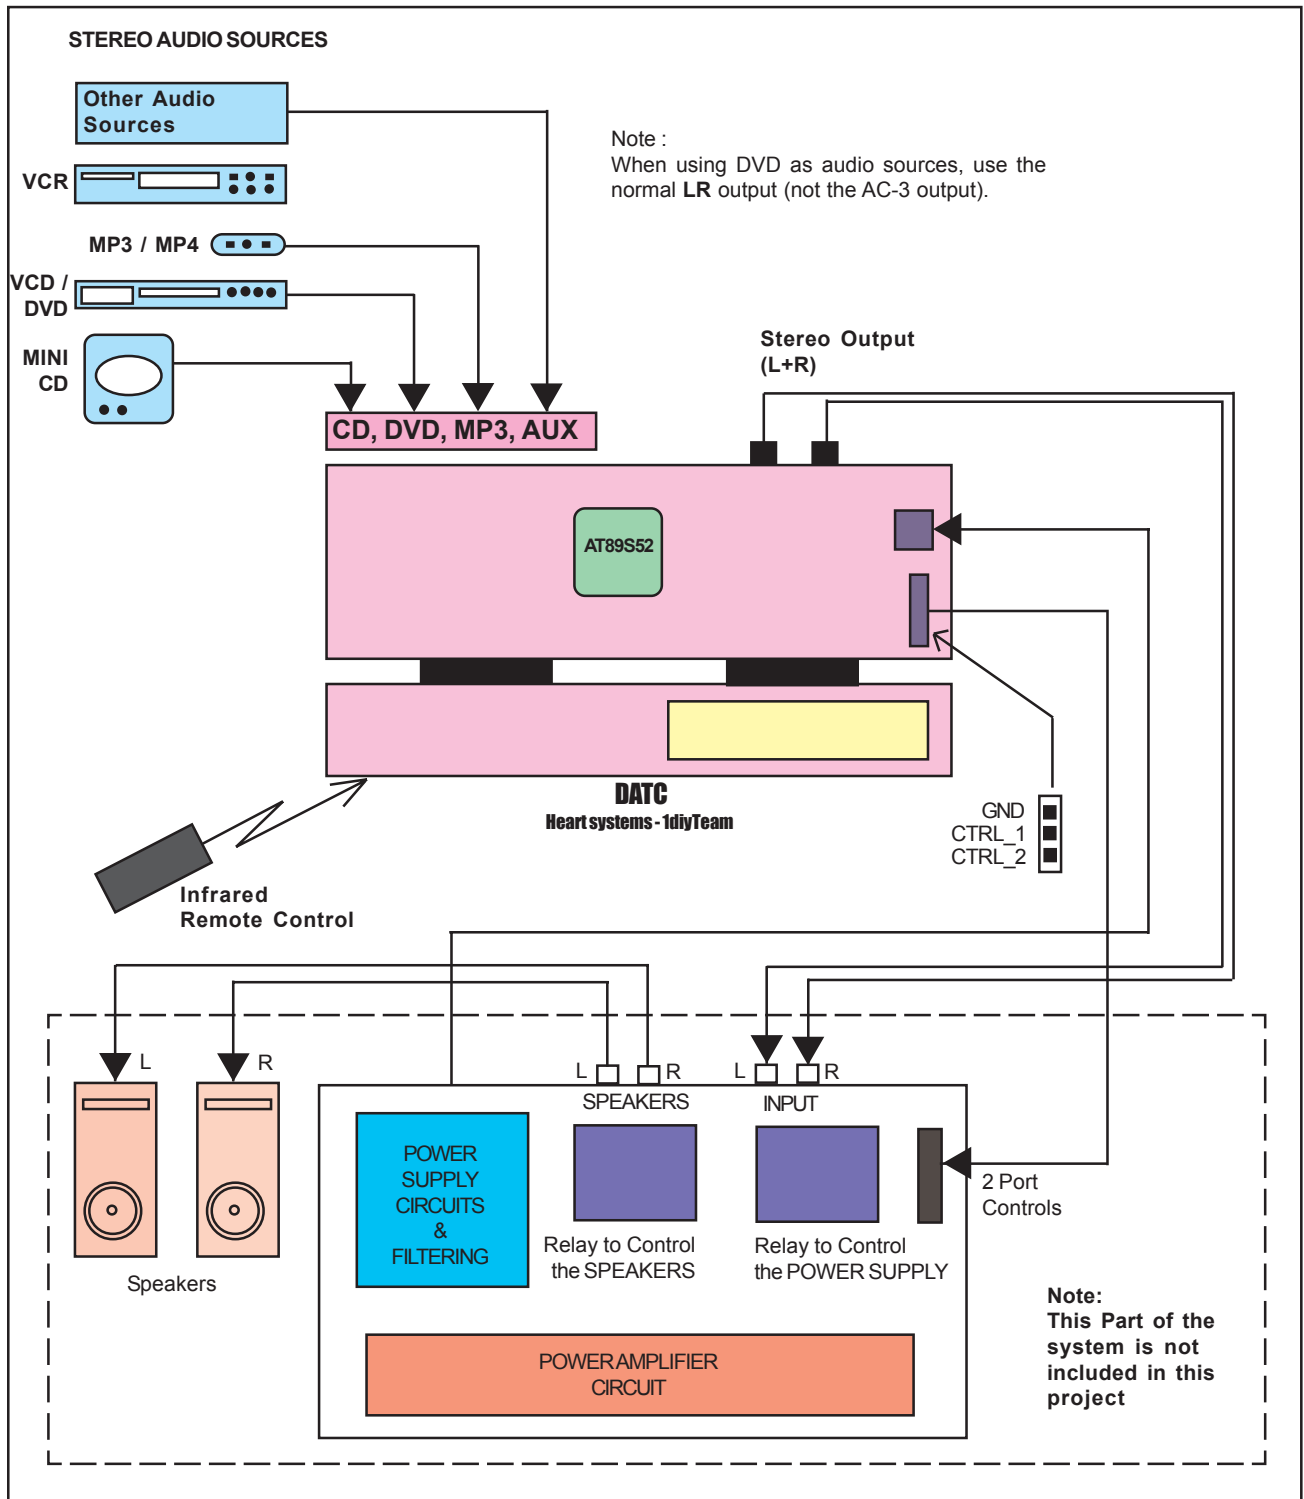 STEREO AUDIO SOURCES
Other Audio
Sources
VCR
MP3 / MP4
VCD /
DVD
MINI
CD
Note :
When using DVD as audio sources, use the
normal LR output (not the AC-3 output).
Stereo Output
(L+R)
CD, DVD, MP3, AUX
AT89S52
DATC
Heart systems - 1diyTeam
GND
CTRL_1
CTRL_2
Infrared
Remote Control
L
R
Speakers
L
R
SPEAKERS
L
R
INPUT
POWER
SUPPLY
CIRCUITS
&
FILTERING
Relay to Control
the SPEAKERS
Relay to Control
the POWER SUPPLY
2 Port
Controls
POWER AMPLIFIER
CIRCUIT
Note:
This Part of the
system is not
included in this
project